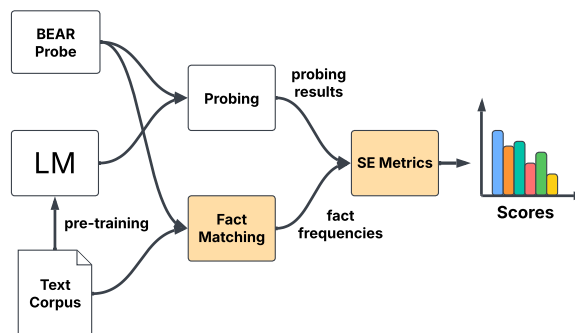 BEAR
Probe
probing
results
Probing
LM
SE Metrics
Scores
pre-training
Fact
Matching
fact
frequencies
Text
Corpus